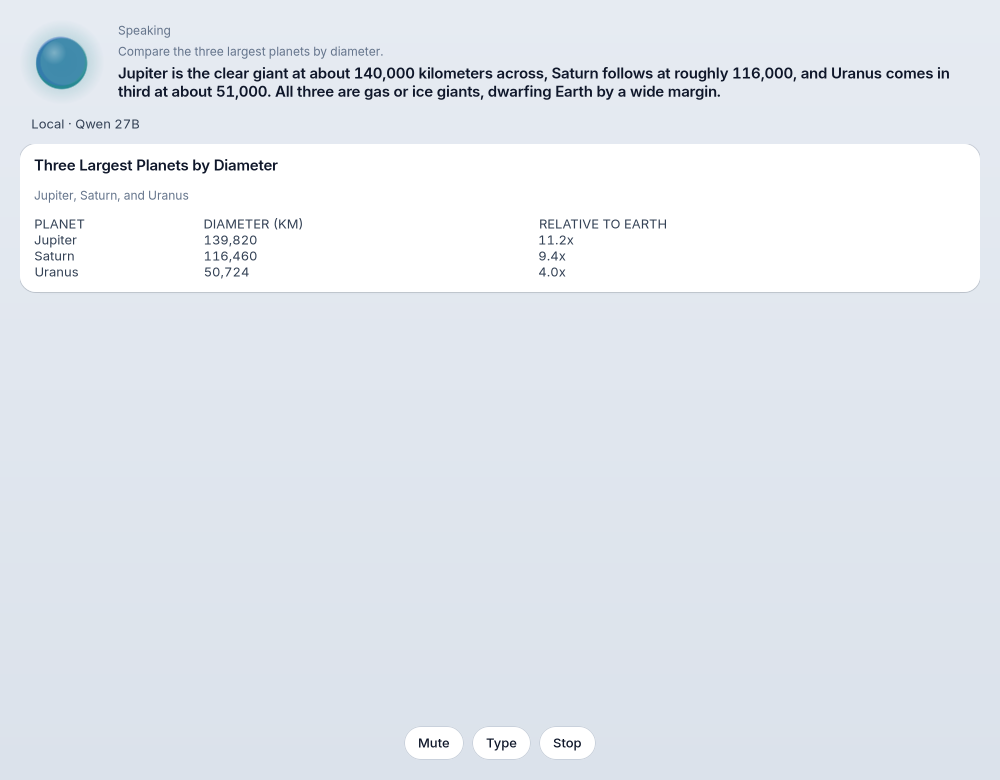 Speaking
Compare the three largest planets by diameter.
Jupiter is the clear giant at about 140,000 kilometers across, Saturn follows at roughly 116,000, and Uranus comes in
third at about 51,000. All three are gas or ice giants, dwarfing Earth by a wide margin.
Local · Qwen 27B
Three Largest Planets by Diameter
Jupiter, Saturn, and Uranus
PLANET DIAMETER (KM) RELATIVE TO EARTH
Jupiter 139,820 11.2x
Saturn 116,460 9.4x
Uranus 50,724 4.0x
Mute Type Stop